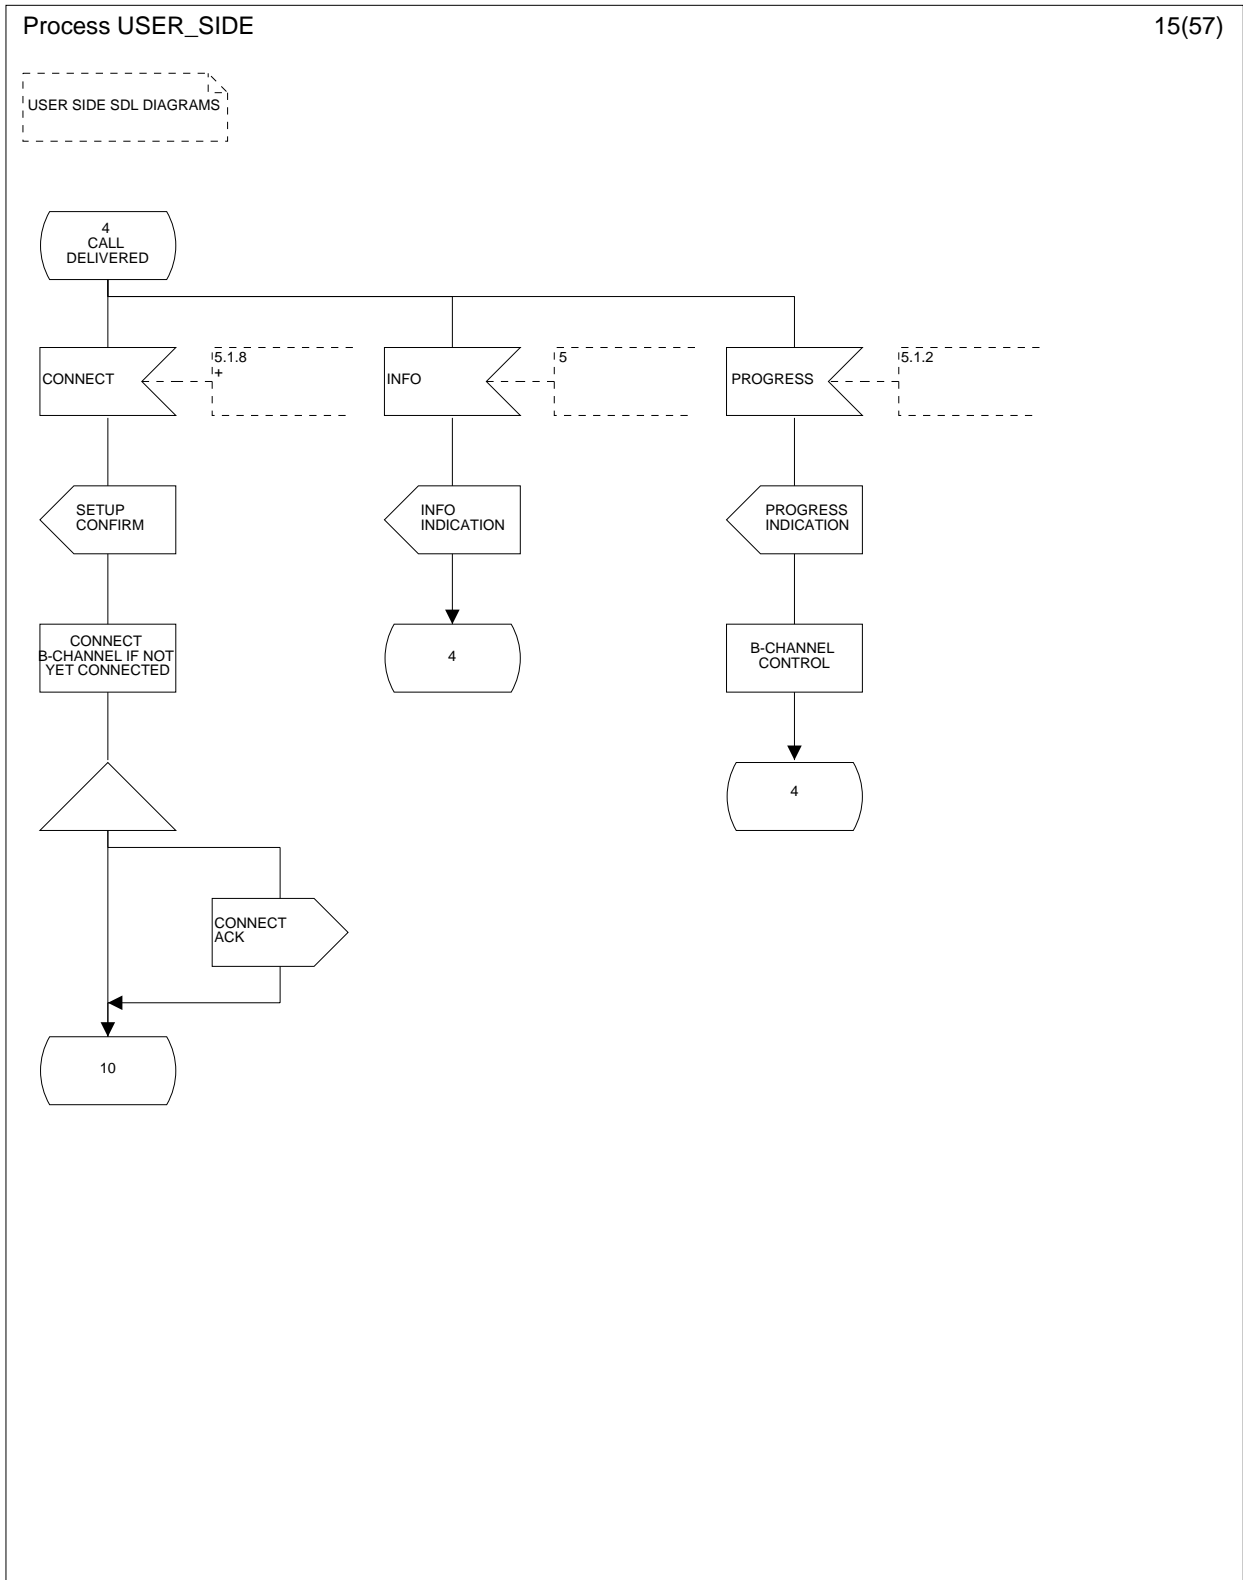 Process USER_SIDE
15(57)
USER SIDE SDL DIAGRAMS
4
CALL
DELIVERED
CONNECT
5.1.8
+
INFO
5
PROGRESS
5.1.2
SETUP
CONFIRM
INFO
INDICATION
PROGRESS
INDICATION
CONNECT
B-CHANNEL IF NOT
YET CONNECTED
4
B-CHANNEL
CONTROL
4
CONNECT
ACK
10